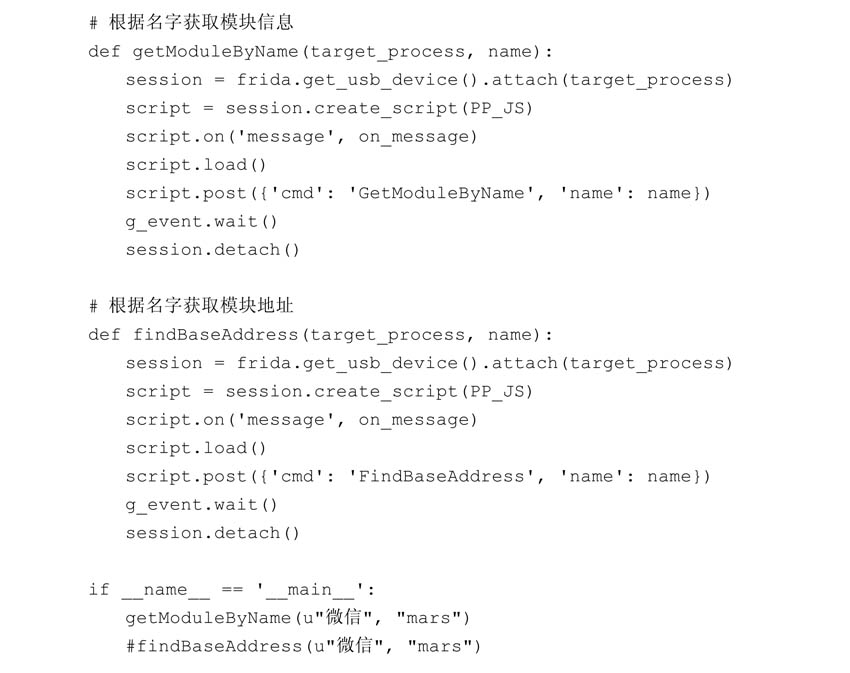 # 根据名字获取模块信息
def getModuleByName(target_process, name):
    session = frida.get_usb_device().attach(target_process)
    script = session.create_script(PP_JS)
    script.on('message', on_message)
    script.load()
    script.post({'cmd': 'GetModuleByName', 'name': name})
    g_event.wait()
    session.detach()

# 根据名字获取模块地址
def findBaseAddress(target_process, name):
    session = frida.get_usb_device().attach(target_process)
    script = session.create_script(PP_JS)
    script.on('message', on_message)
    script.load()
    script.post({'cmd': 'FindBaseAddress', 'name': name})
    g_event.wait()
    session.detach()

if __name__ == '__main__':
    getModuleByName(u"微信", "mars")
    #findBaseAddress(u"微信", "mars")